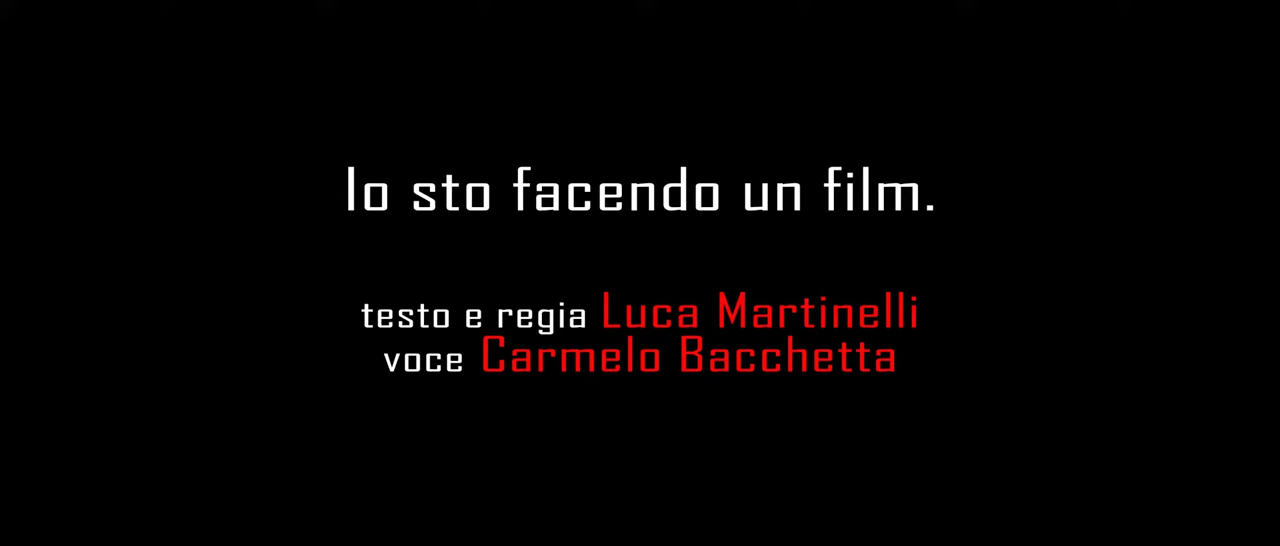 Io sto facendo un film.
testo e regia Luca Martinelli
voce Carmelo Bacchetta